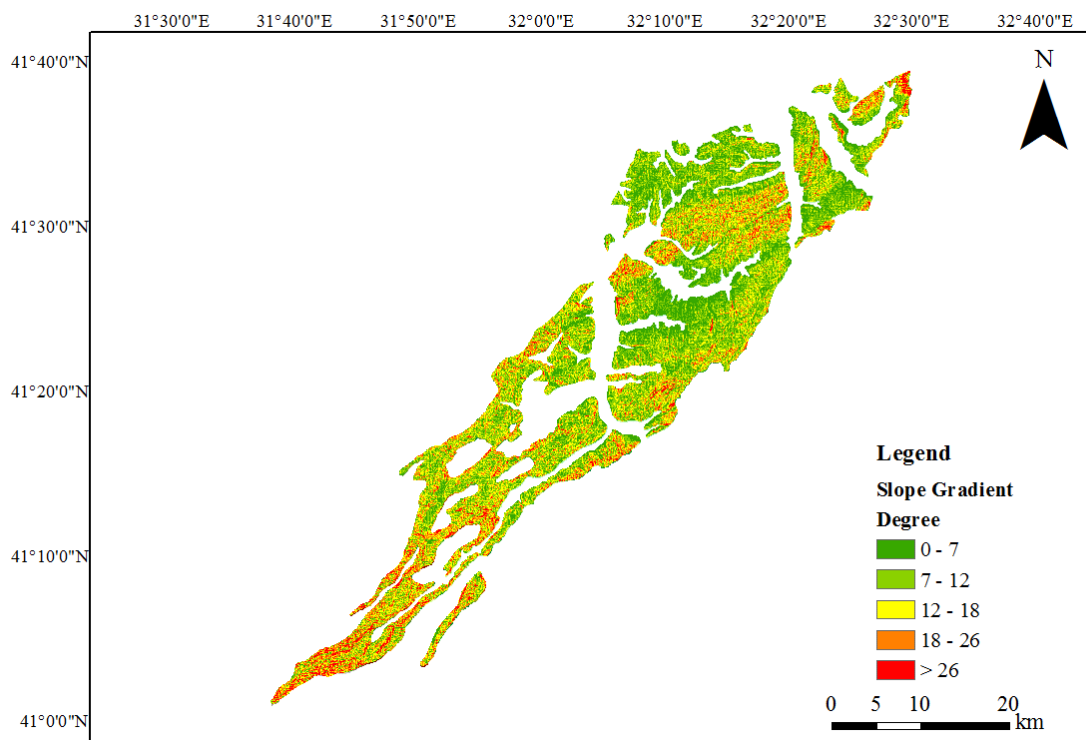 31°30'0"E 31°40'0"E 31°50'0"E 32°0'0"E 32°10'0"E 32°20'0"E 32°30'0"E 32°40'0"E
41°40'0"N
N
41°30'0"N
41°20'0"N
Legend
Slope Gradient
Degree
0 - 7
41°10'0"N
7 - 12
12 - 18
18 - 26
> 26
41°0'0"N
0 5 10 20
km